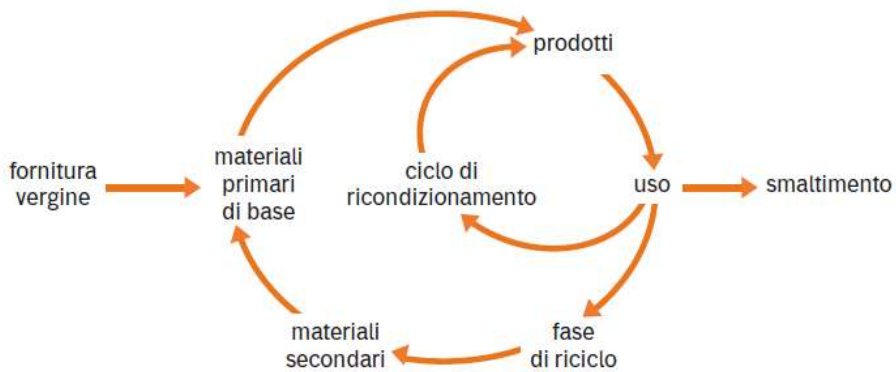 prodotti
fornitura
vergine
materiali
primari
di base
ciclo di
ricondizionamento
uso
smaltimento
materiali
secondari
fase
di riciclo